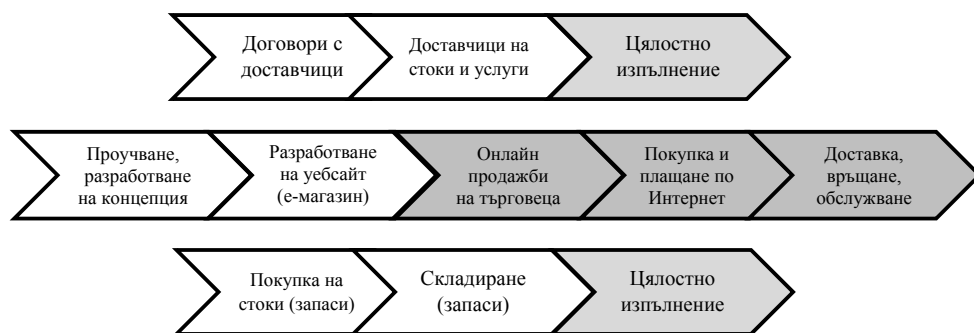 Договори с
доставчици
Доставчици на
стоки и услуги
Цялостно
изпълнение
Проучване,
разработване
на концепция
Разработване
на уебсайт
(е-магазин)
Онлайн
продажби
на търговеца
Покупка и
плащане по
Интернет
Доставка,
връщане,
обслужване
Покупка на
стоки (запаси)
Складиране
(запаси)
Цялостно
изпълнение